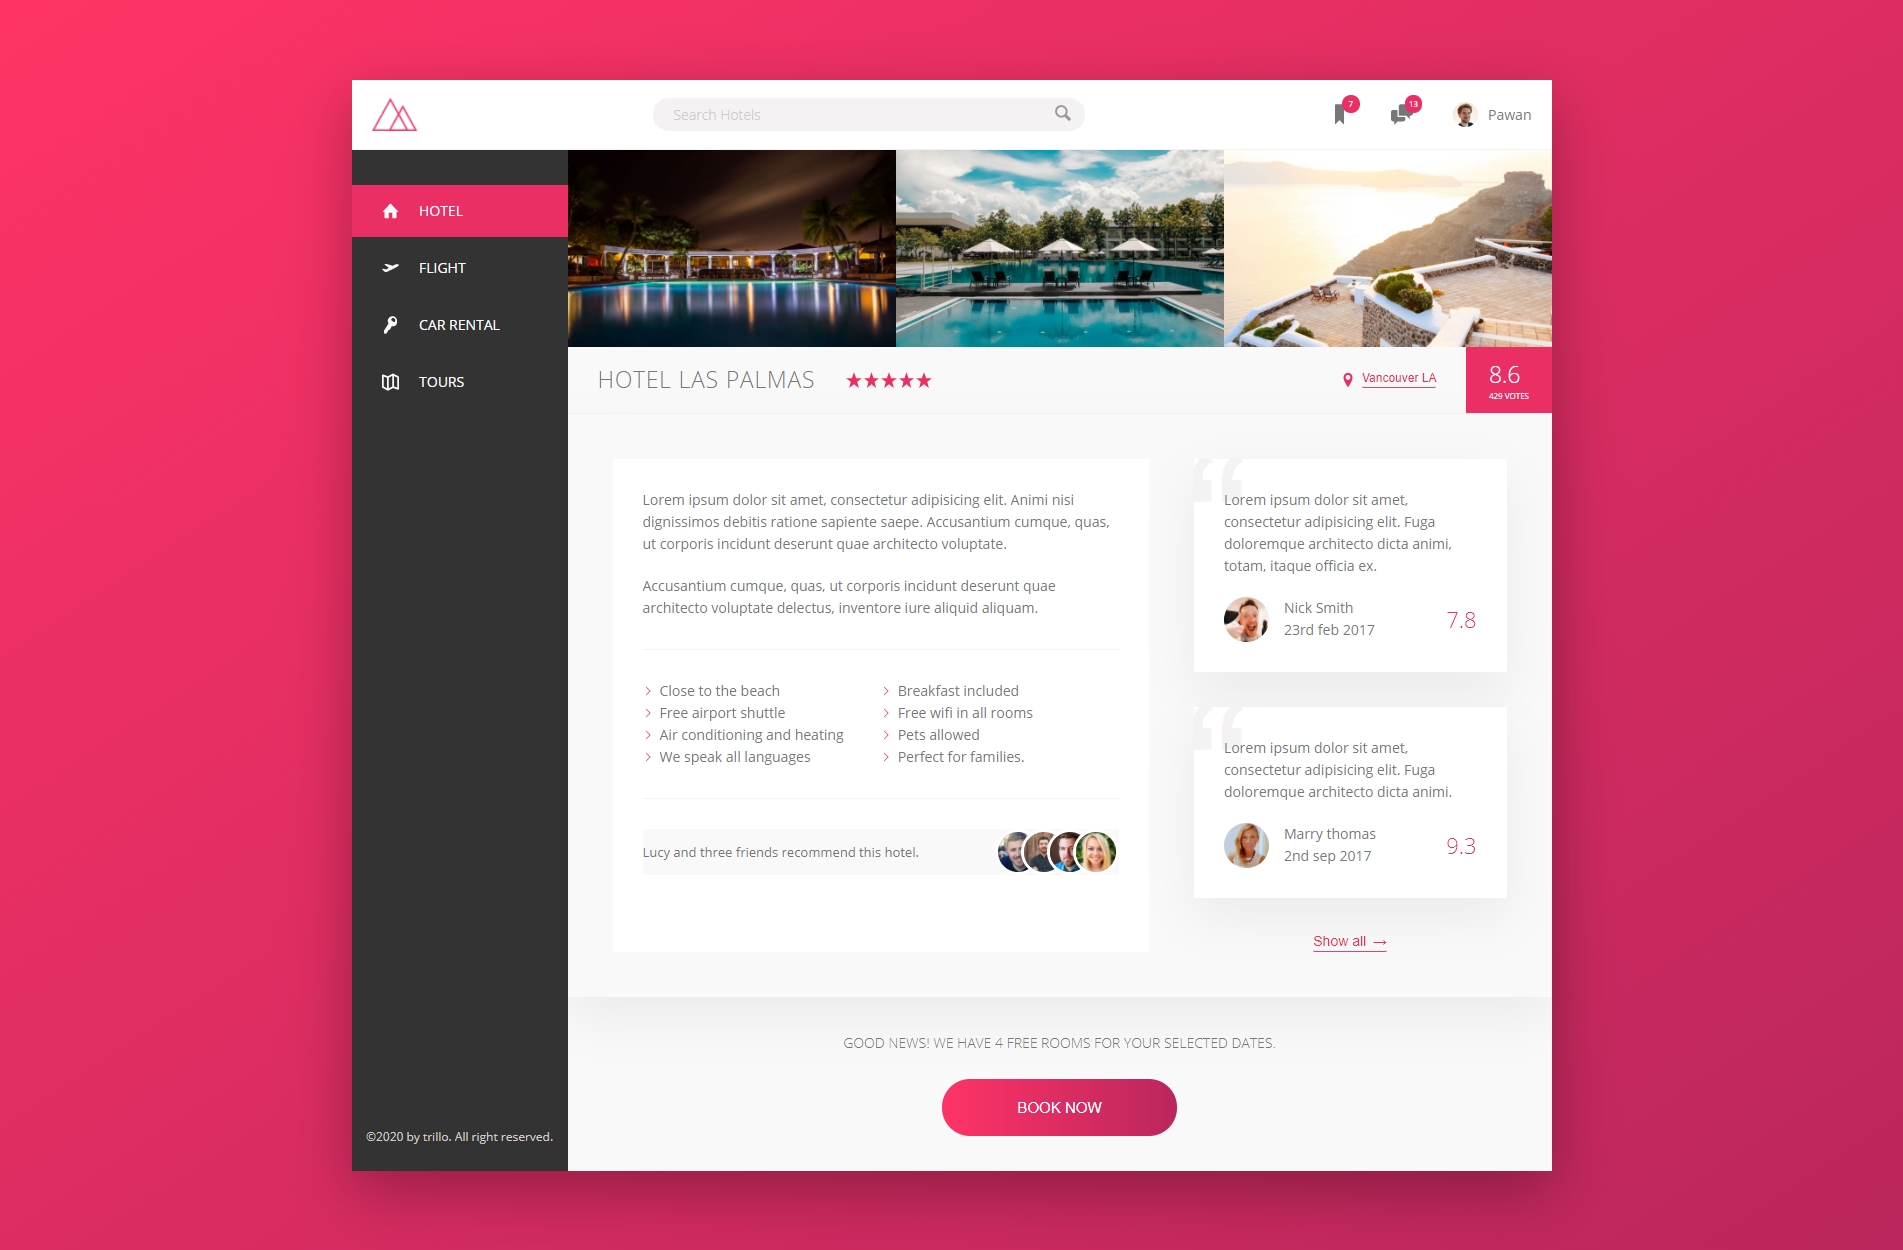 Search Hotels
7
13
Pawan
HOTEL
FLIGHT
CAR RENTAL
TOURS
©2020 by trillo. All right reserved.
HOTEL LAS PALMAS
Vancouver LA
8.6
429 VOTES
Lorem ipsum dolor sit amet, consectetur adipisicing elit. Animi nisi
dignissimos debitis ratione sapiente saepe. Accusantium cumque, quas,
ut corporis incidunt deserunt quae architecto voluptate.
Accusantium cumque, quas, ut corporis incidunt deserunt quae
architecto voluptate delectus, inventore iure aliquid aliquam.
Close to the beach
Free airport shuttle
Air conditioning and heating
We speak all languages
Breakfast included
Free wifi in all rooms
Pets allowed
Perfect for families.
Lucy and three friends recommend this hotel.
“
Lorem ipsum dolor sit amet,
consectetur adipisicing elit. Fuga
doloremque architecto dicta animi,
totam, itaque officia ex.
Nick Smith
23rd feb 2017
7.8
“
Lorem ipsum dolor sit amet,
consectetur adipisicing elit. Fuga
doloremque architecto dicta animi.
Marry thomas
2nd sep 2017
9.3
Show all →
GOOD NEWS! WE HAVE 4 FREE ROOMS FOR YOUR SELECTED DATES.
BOOK NOW